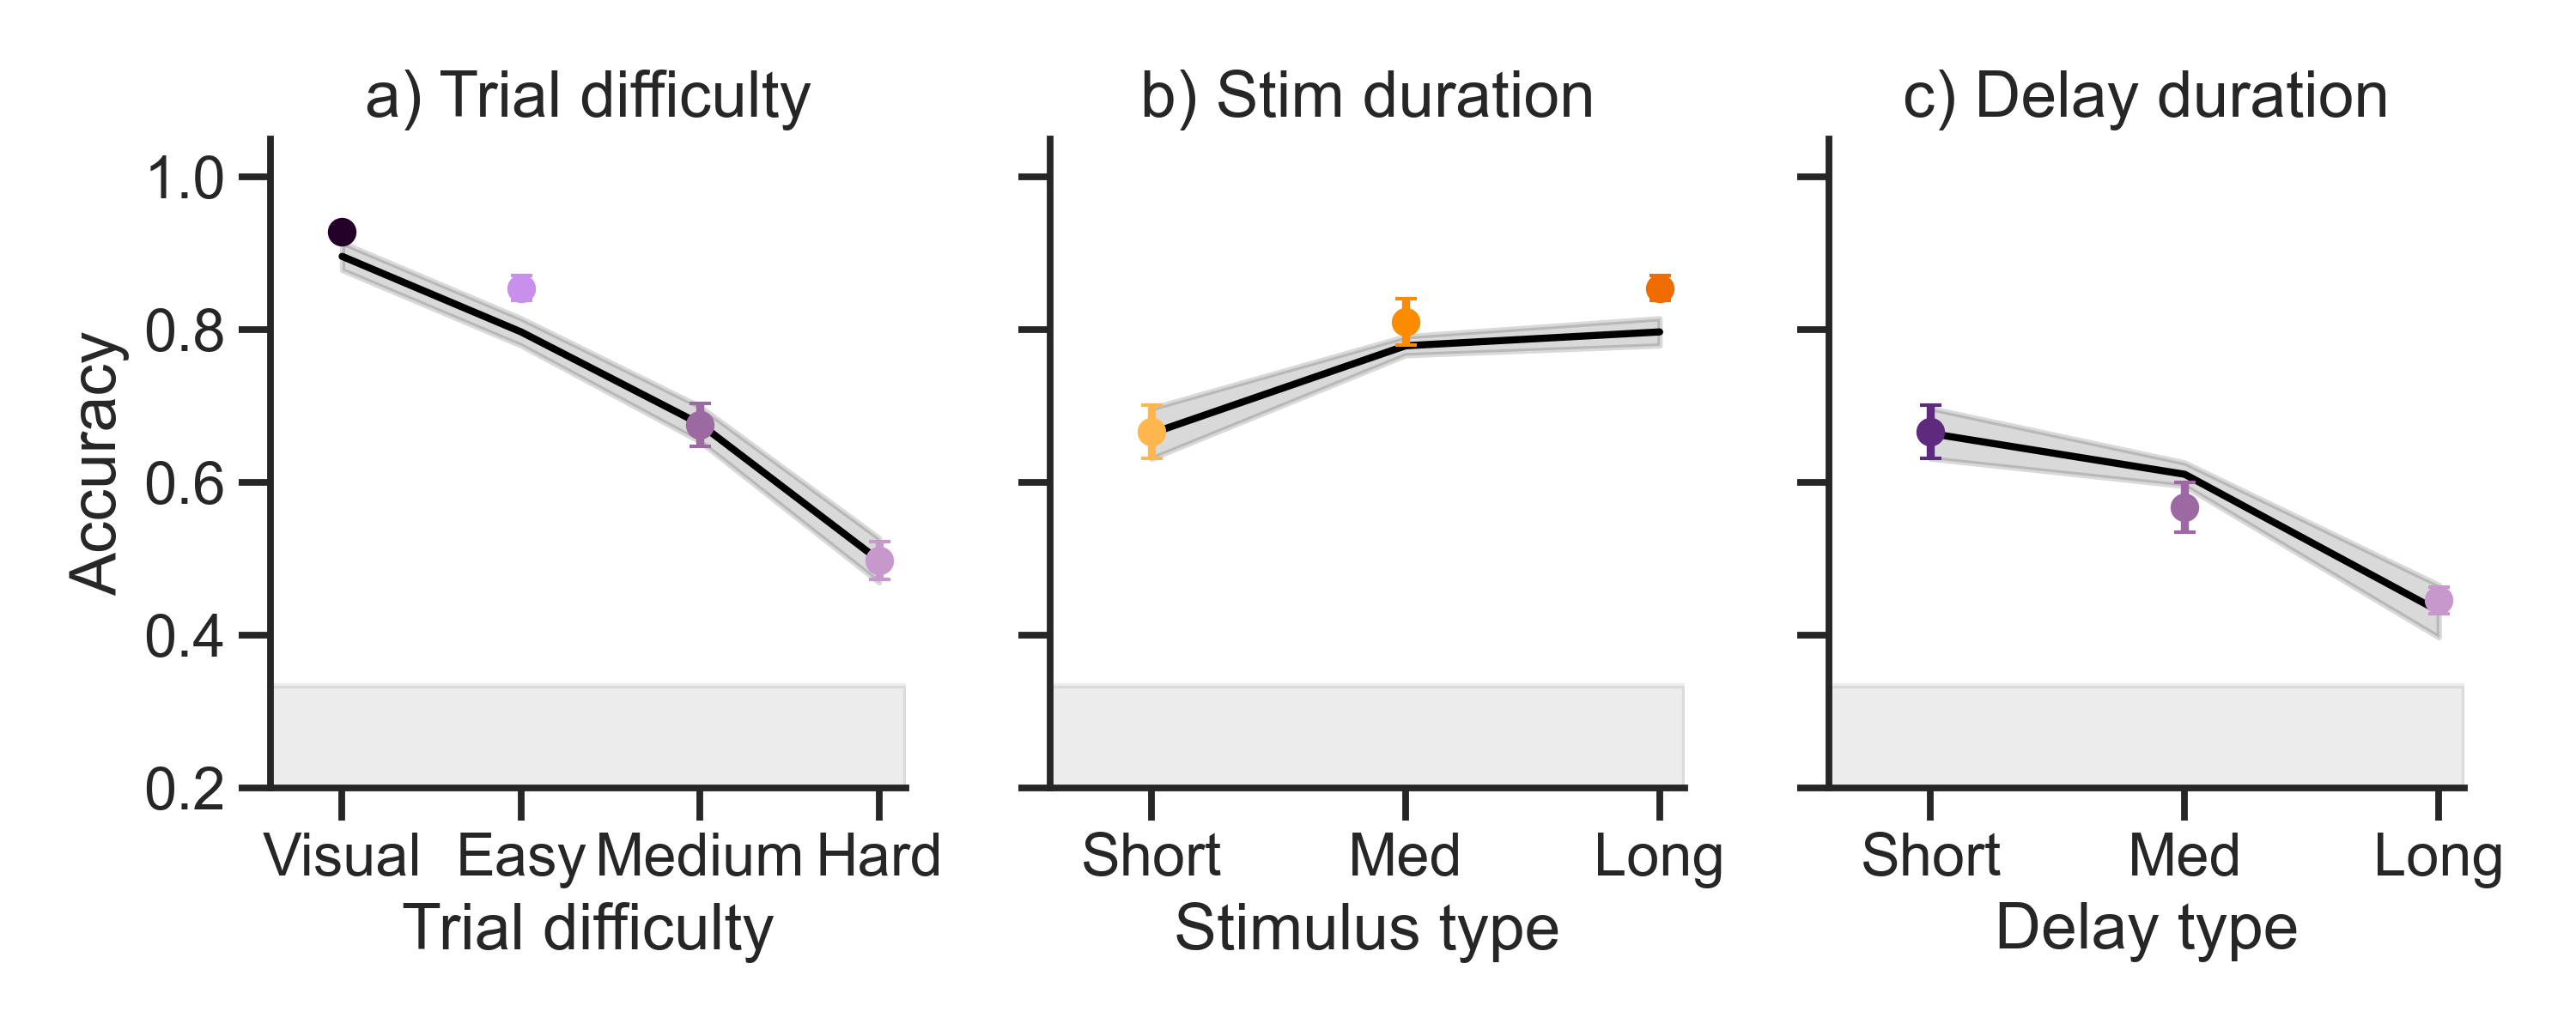 a) Trial difficulty
b) Stim duration
c) Delay duration
Accuracy
1.0
0.8
0.6
0.4
0.2
Visual Easy Medium Hard
Trial difficulty
Short Med Long
Stimulus type
Short Med Long
Delay type